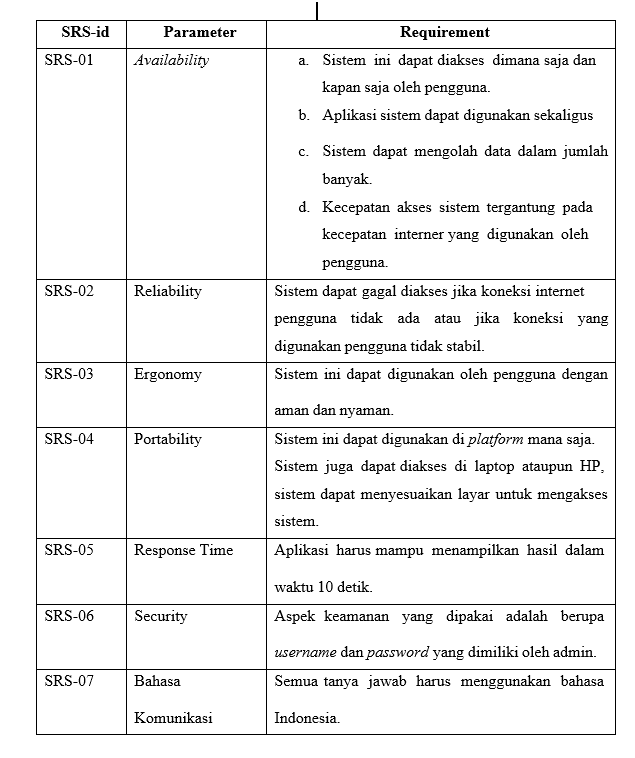 SRS-id Parameter Requirement
SRS-01 Availability a. Sistem ini dapat diakses dimana saja dan
kapan saja oleh pengguna.
b. Aplikasi sistem dapat digunakan sekaligus
c. Sistem dapat mengolah data dalam jumlah
banyak.
d. Kecepatan akses sistem tergantung pada
kecepatan interner yang digunakan oleh
pengguna.
SRS-02 Reliability Sistem dapat gagal diakses jika koneksi internet
pengguna tidak ada atau jika koneksi yang
digunakan pengguna tidak stabil.
SRS-03 Ergonomy Sistem ini dapat digunakan oleh pengguna dengan
aman dan nyaman.
SRS-04 Portability Sistem ini dapat digunakan di platform mana saja.
Sistem juga dapat diakses di laptop ataupun HP,
sistem dapat menyesuaikan layar untuk mengakses
sistem.
SRS-05 Response Time Aplikasi harus mampu menampilkan hasil dalam
waktu 10 detik.
SRS-06 Security Aspek keamanan yang dipakai adalah berupa
username dan password yang dimiliki oleh admin.
SRS-07 Bahasa Semua tanya jawab harus menggunakan bahasa
Komunikasi Indonesia.